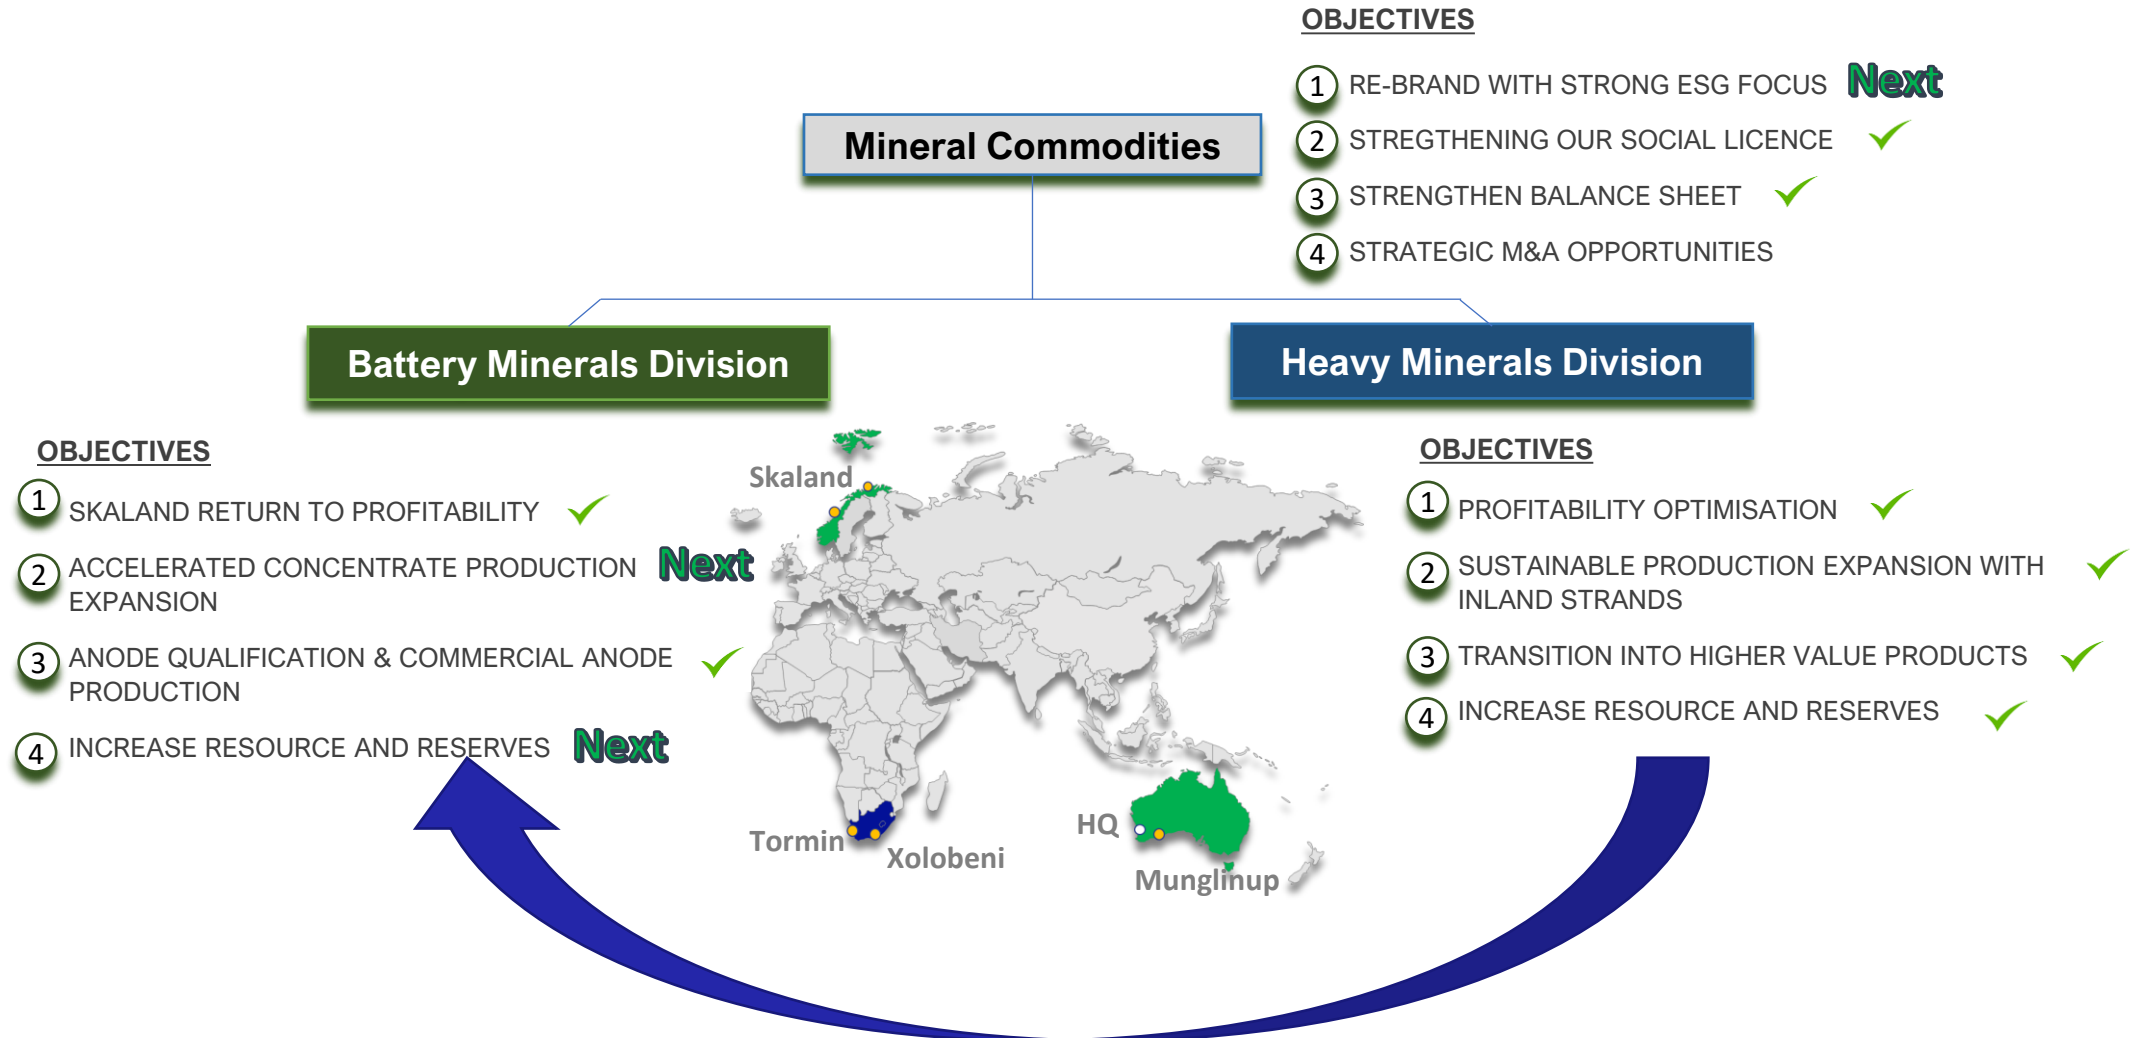 OBJECTIVES
1 RE-BRAND WITH STRONG ESG FOCUS Next
2 STREGTHENING OUR SOCIAL LICENCE
3 STRENGTHEN BALANCE SHEET
4 STRATEGIC M&A OPPORTUNITIES
Mineral Commodities
Battery Minerals Division
Heavy Minerals Division
OBJECTIVES
1 SKALAND RETURN TO PROFITABILITY
2 ACCELERATED CONCENTRATE PRODUCTION Next
EXPANSION
3 ANODE QUALIFICATION & COMMERCIAL ANODE
PRODUCTION
4 INCREASE RESOURCE AND RESERVES Next
Skaland
Tormin
Xolobeni
HQ
Munglinup
OBJECTIVES
1 PROFITABILITY OPTIMISATION
2 SUSTAINABLE PRODUCTION EXPANSION WITH
INLAND STRANDS
3 TRANSITION INTO HIGHER VALUE PRODUCTS
4 INCREASE RESOURCE AND RESERVES